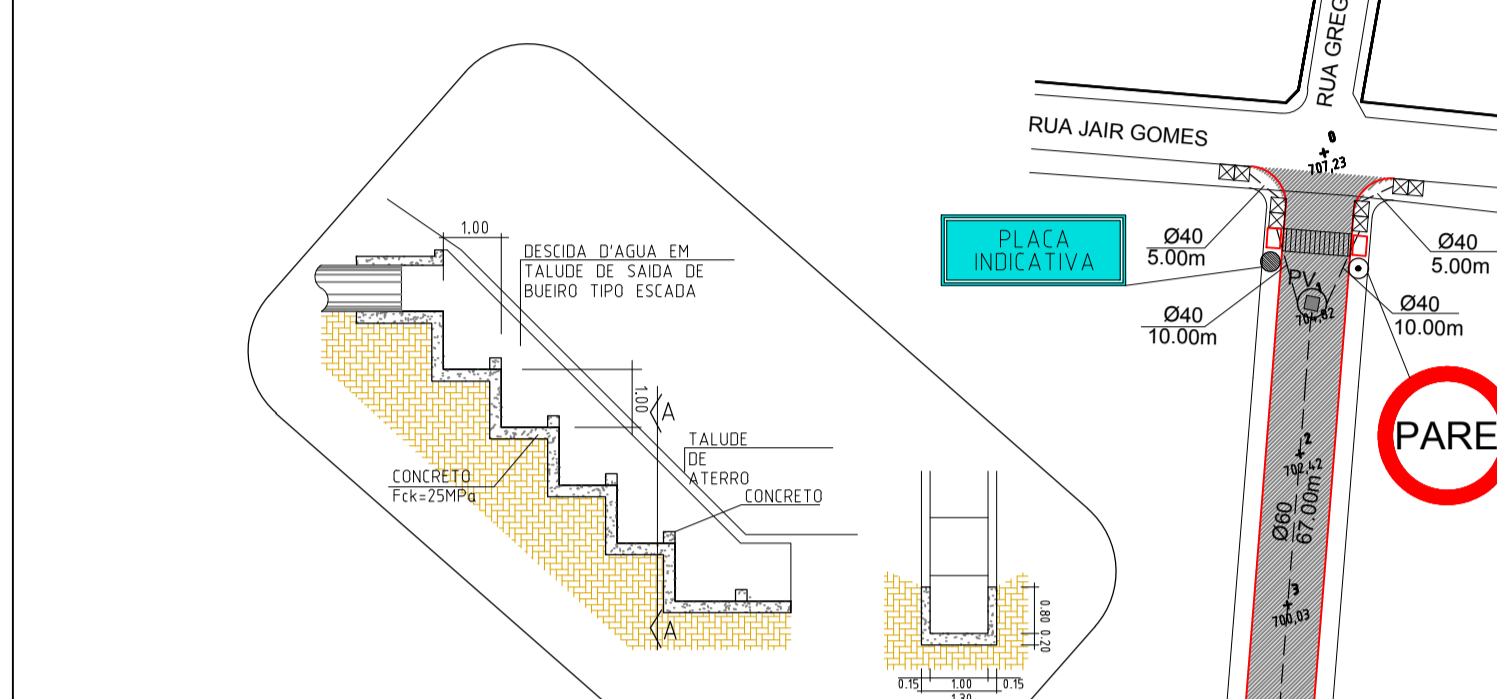 1.00
DESCIDA D'AGUA EM
TALUDE DE SAIDA DE
BUEIRO TIPO ESCADA
1.00
A
TALUDE
DE
ATERRO
CONCRETO
CONCRETO
Fck=25MPa
A
0.80
0.20
0.15
1.00
0.15
1.30
RUA GREG
RUA JAIR GOMES
0
707,23
PLACA
INDICATIVA
Ø40
5.00m
Ø40
5.00m
PV
Ø40
10.00m
Ø40
10.00m
PARE
2
702,42
Ø60
67.00m
3
700,03